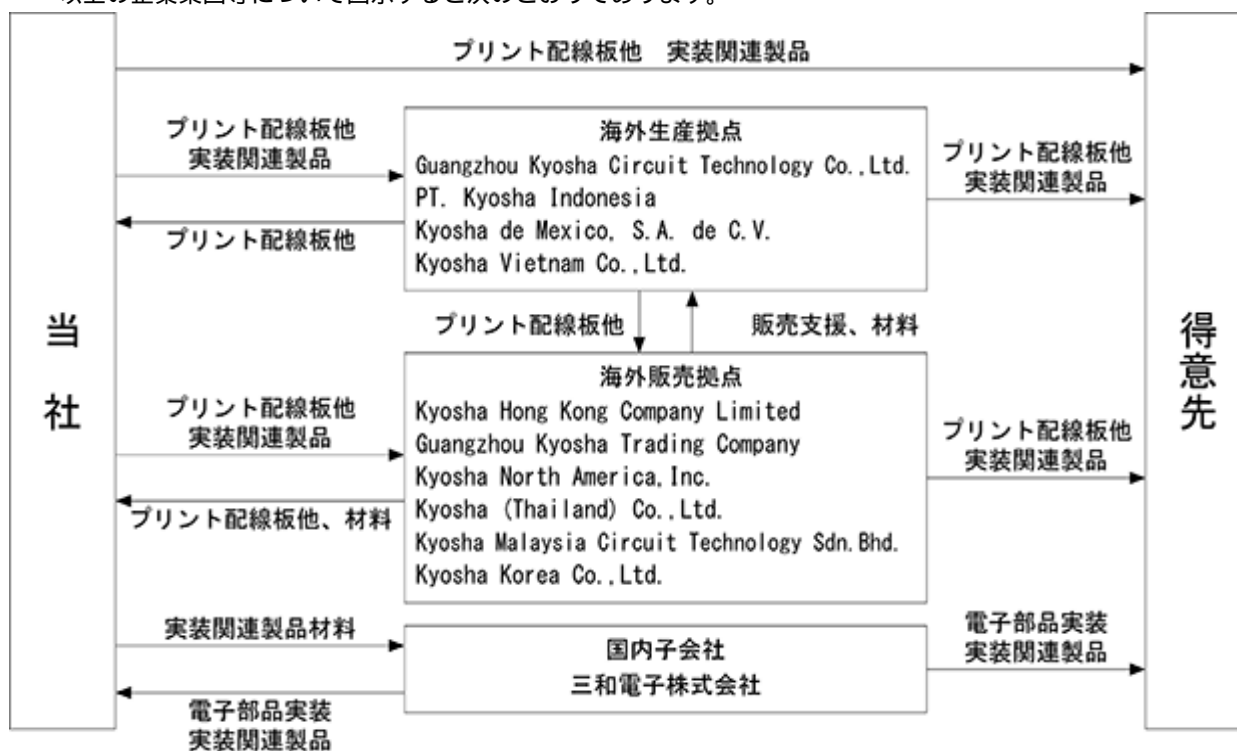 以上の企業集団等について図示すると次のとおりであります。
プリント配線板他　実装関連製品
当社
プリント配線板他
実装関連製品
プリント配線板他
海外生産拠点
Guangzhou Kyosha Circuit Technology Co.,Ltd.
PT. Kyosha Indonesia
Kyosha de Mexico, S.A. de C.V.
Kyosha Vietnam Co.,Ltd.
プリント配線板他
実装関連製品
プリント配線板他
販売支援、材料
プリント配線板他
実装関連製品
プリント配線板他、材料
海外販売拠点
Kyosha Hong Kong Company Limited
Guangzhou Kyosha Trading Company
Kyosha North America,Inc.
Kyosha (Thailand) Co.,Ltd.
Kyosha Malaysia Circuit Technology Sdn.Bhd.
Kyosha Korea Co.,Ltd.
プリント配線板他
実装関連製品
実装関連製品材料
電子部品実装
実装関連製品
国内子会社
三和電子株式会社
電子部品実装
実装関連製品
得意先